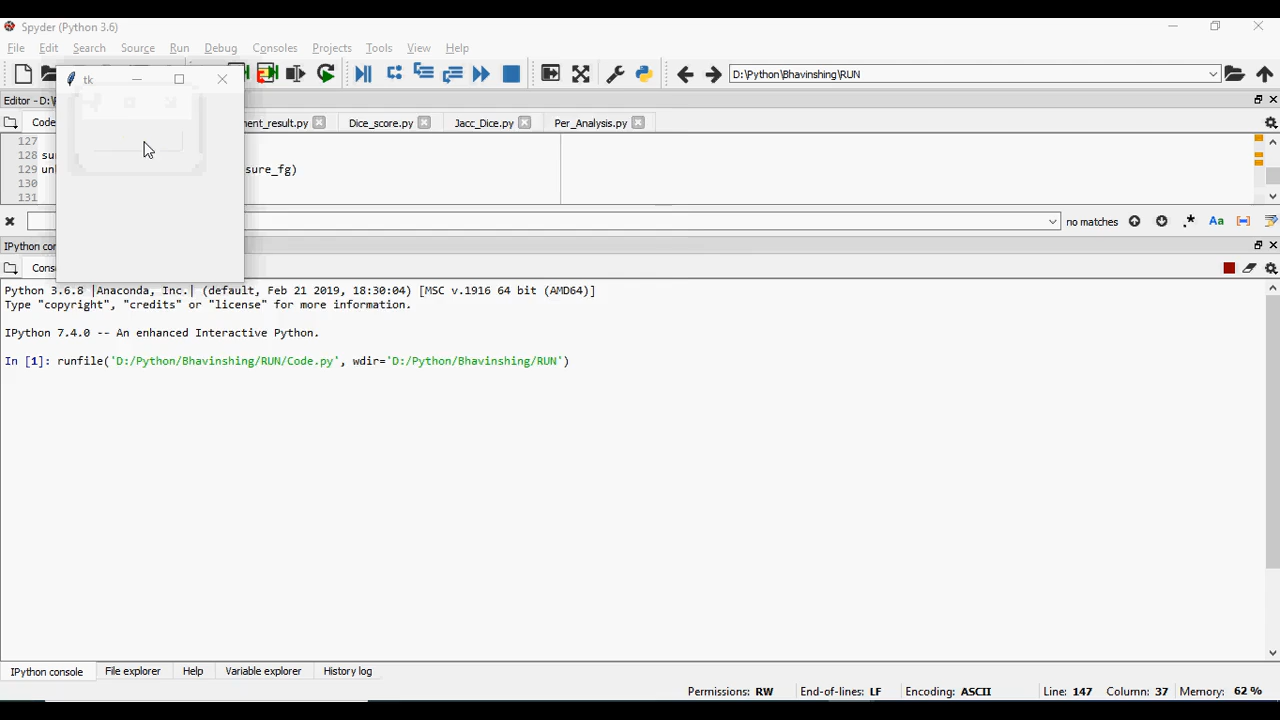 Spyder (Python 3.6)
File Edit Search Source Run Debug Consoles Projects Tools View Help
tk
D:\Python\Bhavinshing\RUN
Editor - D:\
Code
ment_result.py Dice_score.py Jacc_Dice.py Per_Analysis.py
127
128 su
129 un sure_fg)
130
131
no matches Aa
IPython con
Cons
Python 3.6.8 |Anaconda, Inc.| (default, Feb 21 2019, 18:30:04) [MSC v.1916 64 bit (AMD64)]
Type "copyright", "credits" or "license" for more information.
IPython 7.4.0 -- An enhanced Interactive Python.
In [1]: runfile('D:/Python/Bhavinshing/RUN/Code.py', wdir='D:/Python/Bhavinshing/RUN')
IPython console File explorer Help Variable explorer History log
Permissions: RW End-of-lines: LF Encoding: ASCII Line: 147 Column: 37 Memory: 62 %